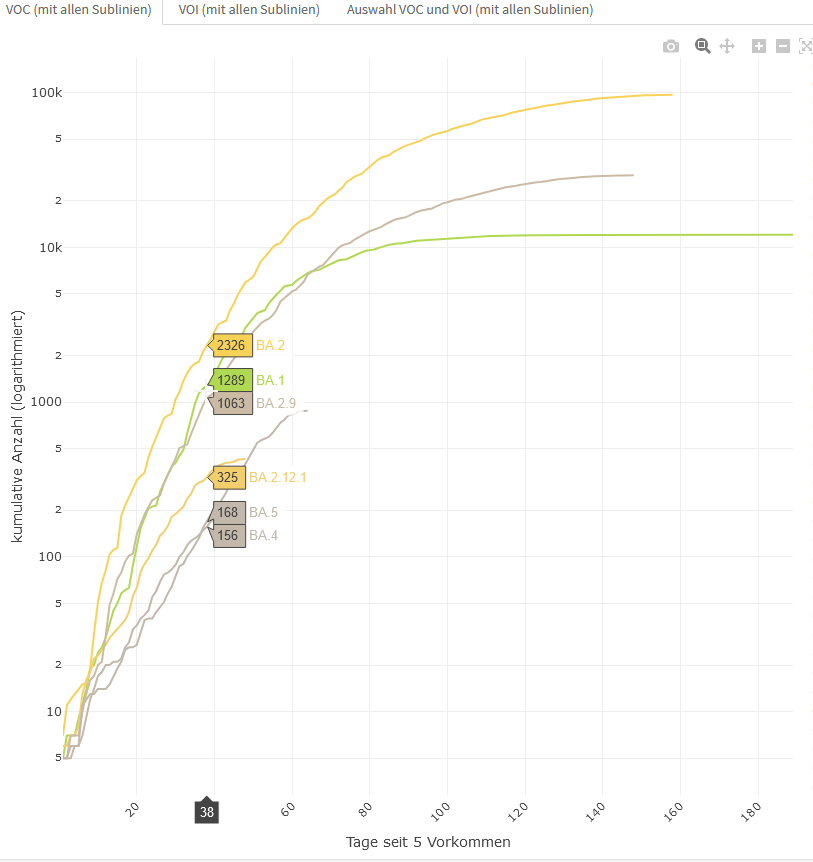 VOC (mit allen Sublinien) VOI (mit allen Sublinien) Auswahl VOC und VOI (mit allen Sublinien)
100k
5
2
10k
5
2
1000
5
2
100
5
2
10
5
kumulative Anzahl (logarithmiert)
2326 BA.2
1289 BA.1
1063 BA.2.9
325 BA.2.12.1
168 BA.5
156 BA.4
20 38 60 80 100 120 140 160 180
Tage seit 5 Vorkommen